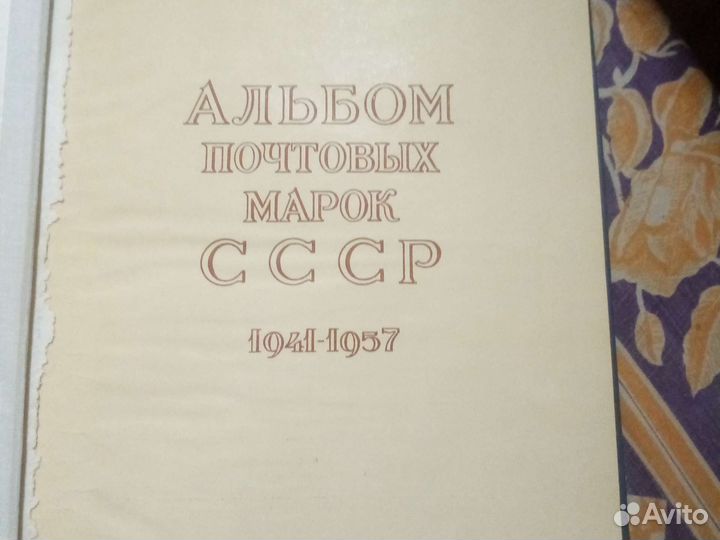 АЛЬБОМ
ПОЧТОВЫХ
МАРОК
СССР
1941-1957
Avito